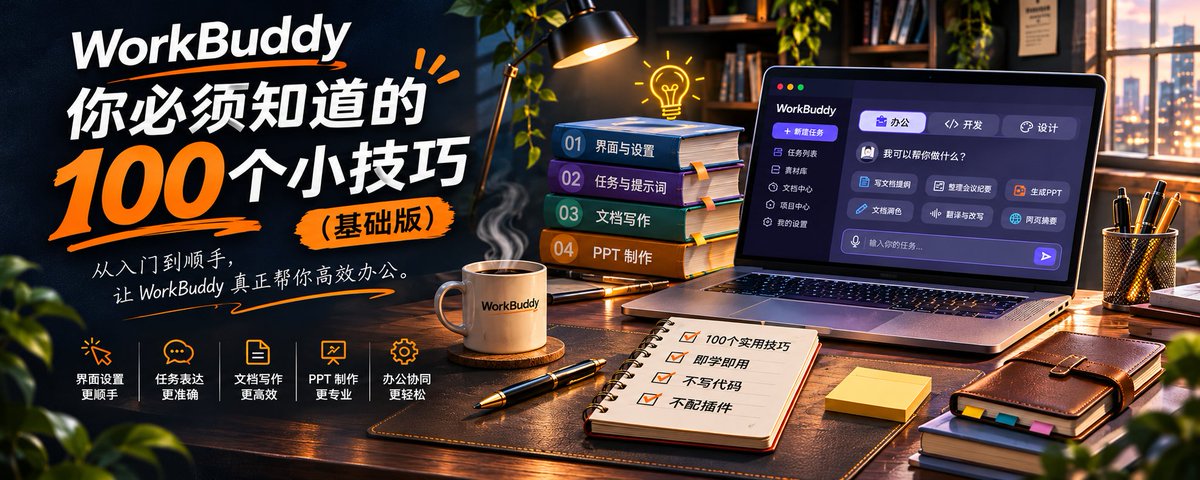 WorkBuddy
你必须知道的
100个小技巧
(基础版)
从入门到顺手,
让 WorkBuddy 真正帮你高效办公。
界面设置
更顺手
任务表达
更准确
文档写作
更高效
PPT 制作
更专业
办公协同
更轻松
01 界面与设置
02 任务与提示词
03 文档写作
04 PPT 制作
WorkBuddy
WorkBuddy
+ 新建任务
任务列表
素材库
文档中心
项目中心
我的设置
办公
</> 开发
设计
我可以帮你做什么?
写文档提纲
整理会议纪要
生成PPT
文档润色
翻译与改写
网页摘要
输入你的任务...
100个实用技巧
即学即用
不写代码
不配插件